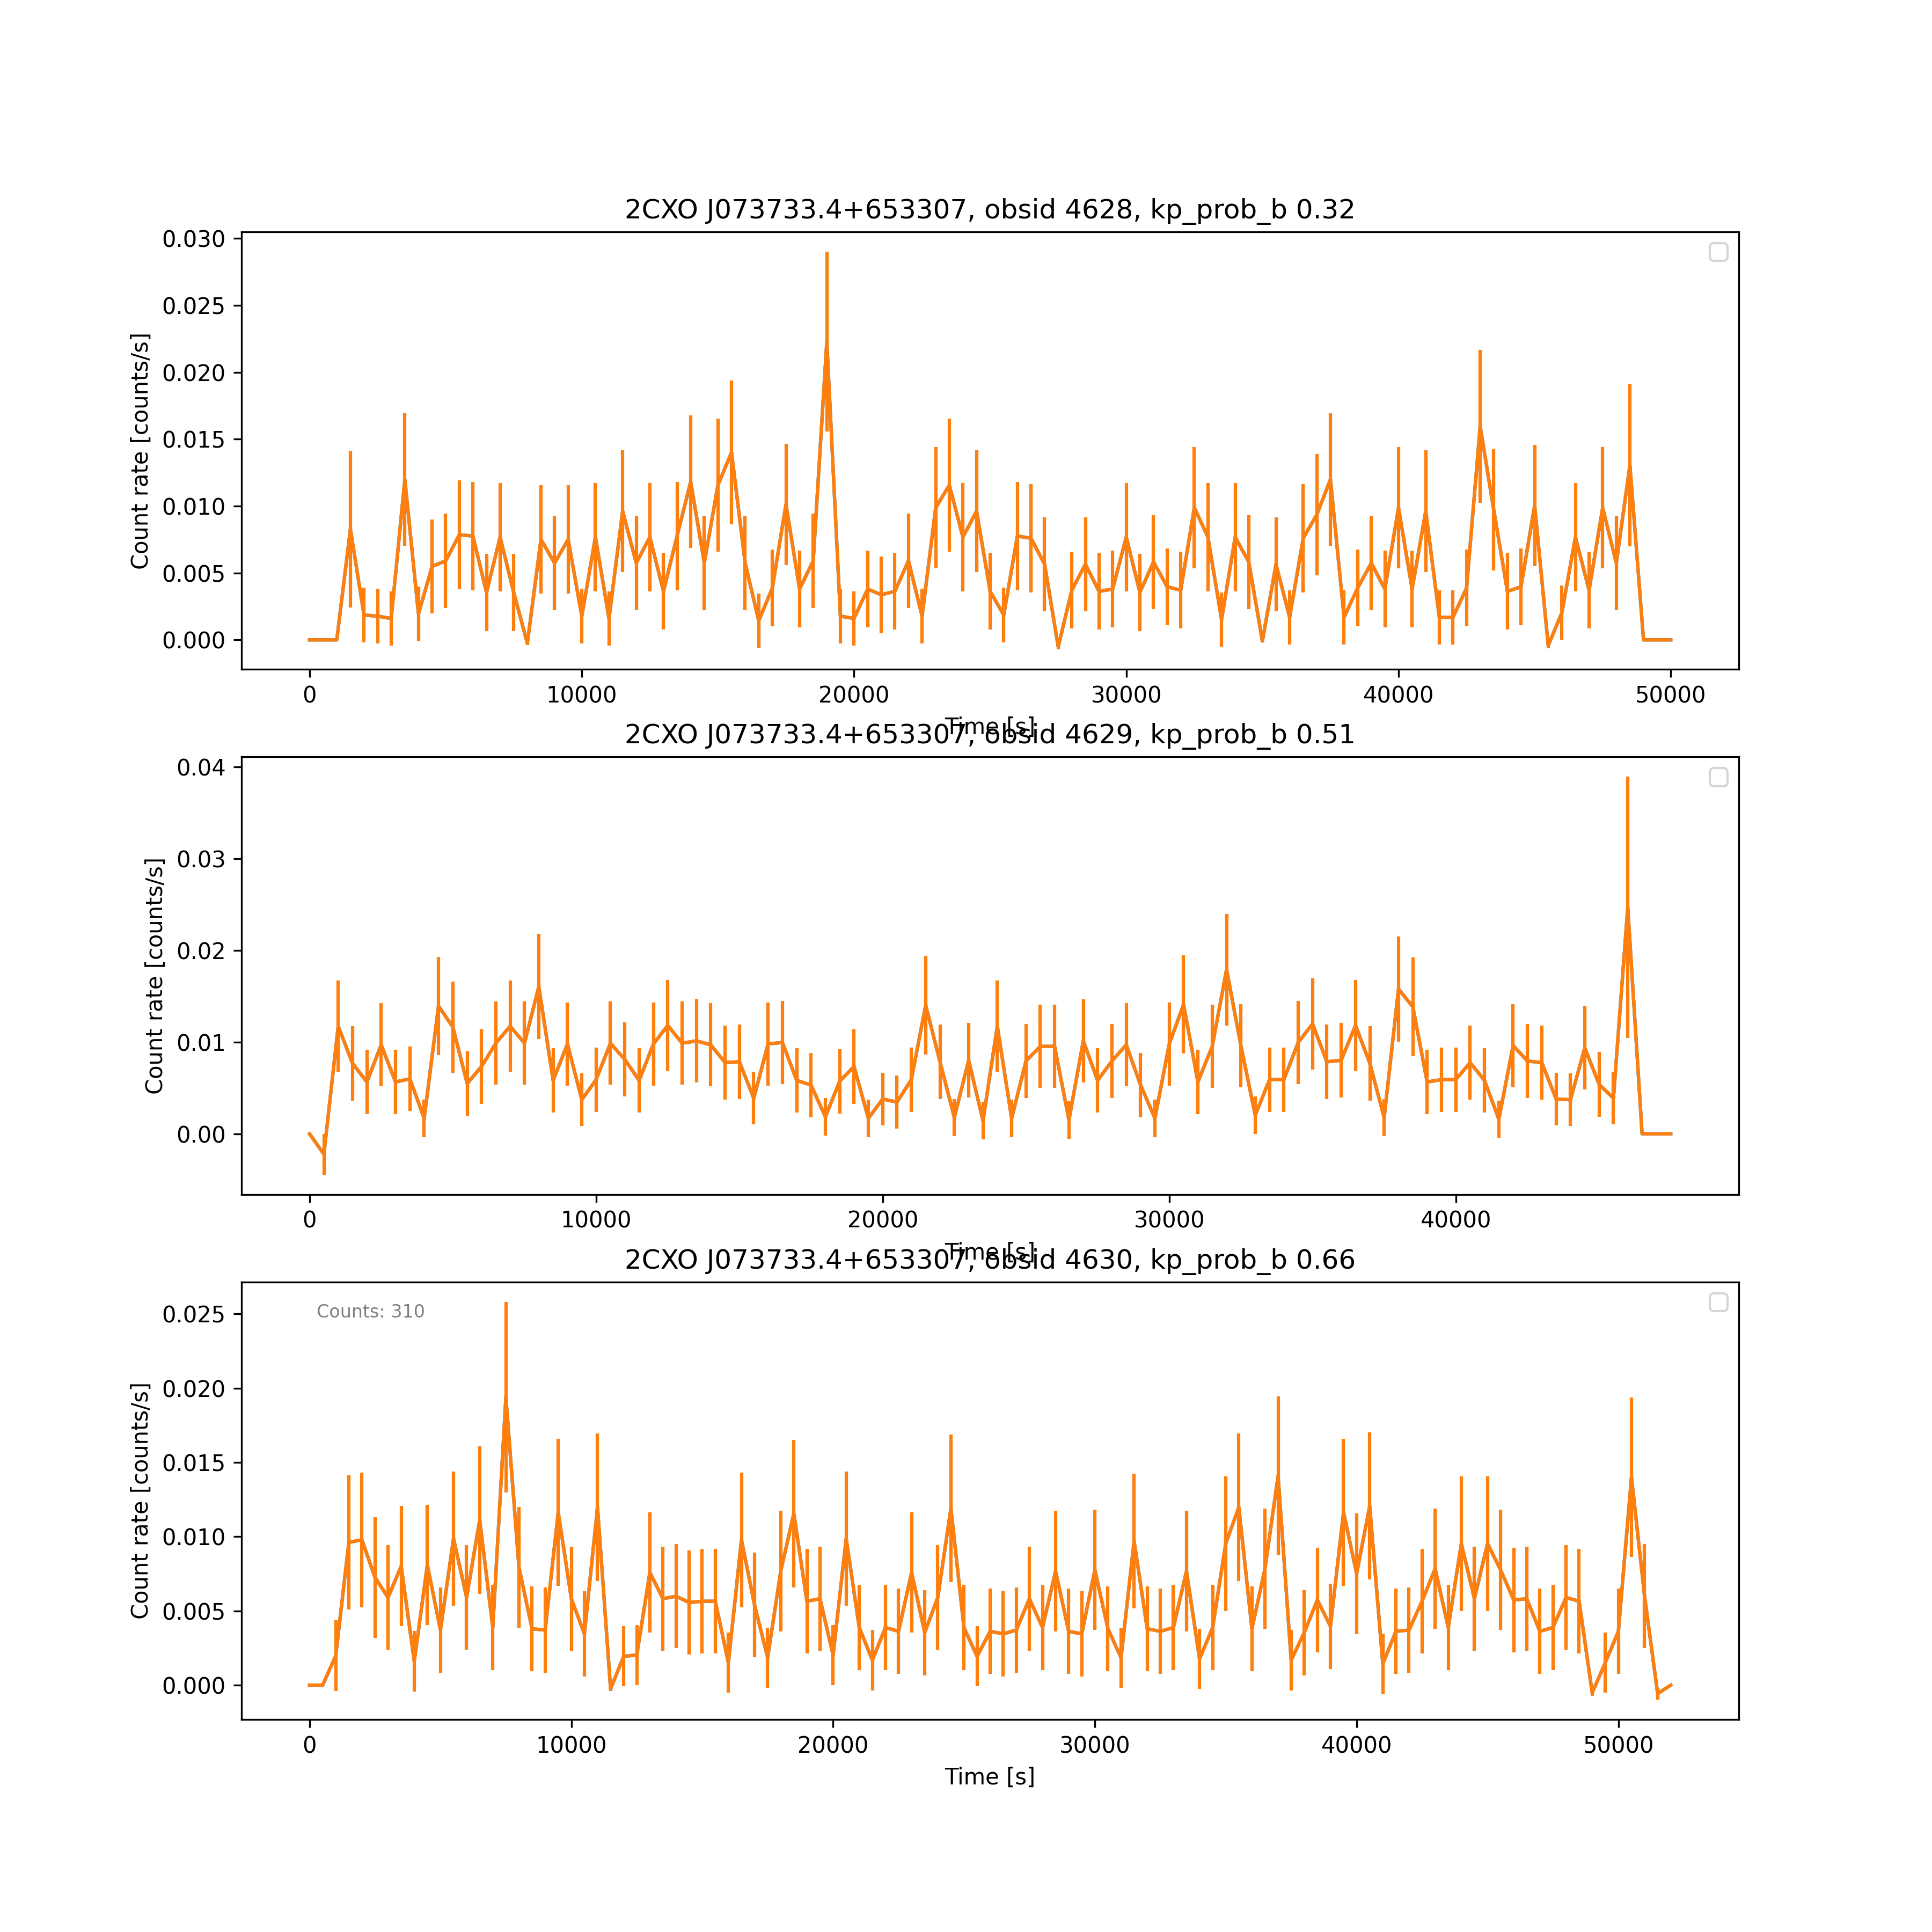 2CXO J073733.4+653307, obsid 4628, kp_prob_b 0.32
0.030
0.025
0.020
0.015
0.010
0.005
0.000
Count rate [counts/s]
0 10000 20000 30000 40000 50000
Time [s]
2CXO J073733.4+653307, obsid 4629, kp_prob_b 0.51
0.04
0.03
0.02
0.01
0.00
Count rate [counts/s]
0 10000 20000 30000 40000
Time [s]
2CXO J073733.4+653307, obsid 4630, kp_prob_b 0.66
Counts: 310
0.025
0.020
0.015
0.010
0.005
0.000
Count rate [counts/s]
0 10000 20000 30000 40000 50000
Time [s]